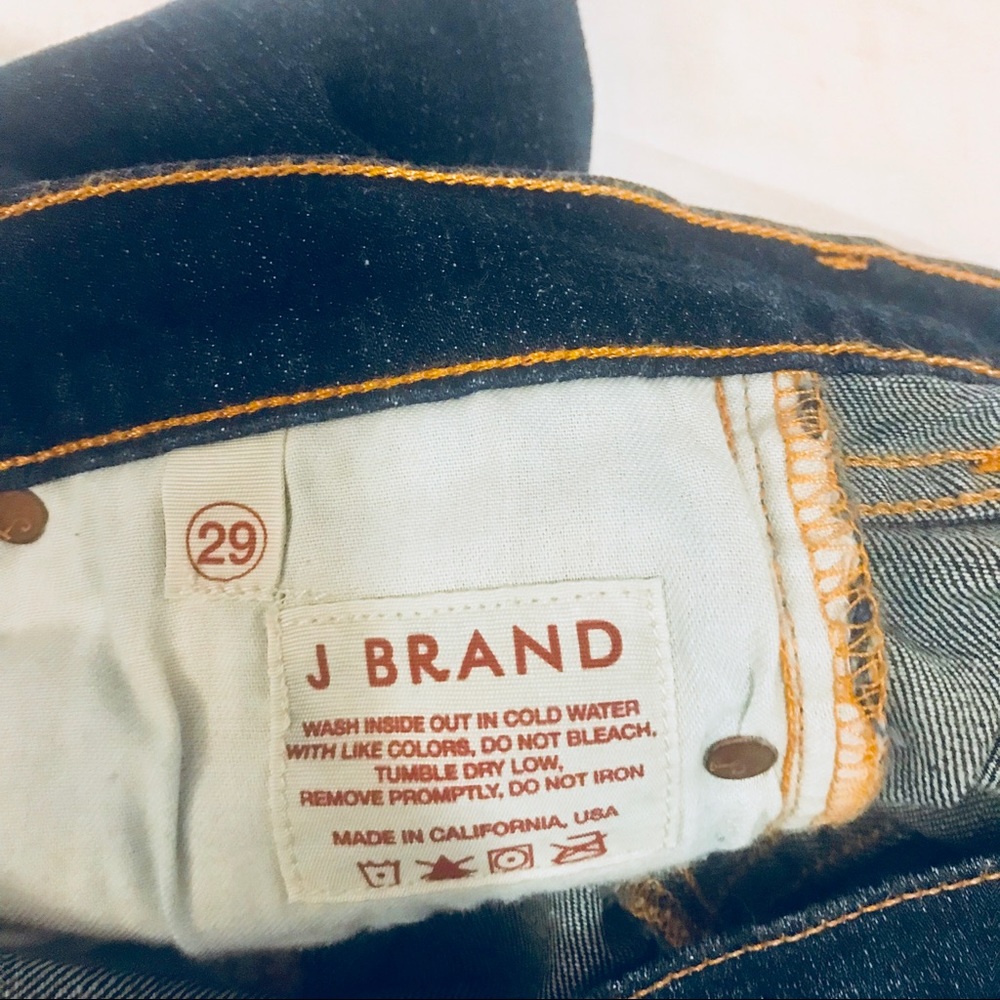 29
J BRAND
WASH INSIDE OUT IN COLD WATER
WITH LIKE COLORS, DO NOT BLEACH.
TUMBLE DRY LOW,
REMOVE PROMPTLY, DO NOT IRON
MADE IN CALIFORNIA, USA